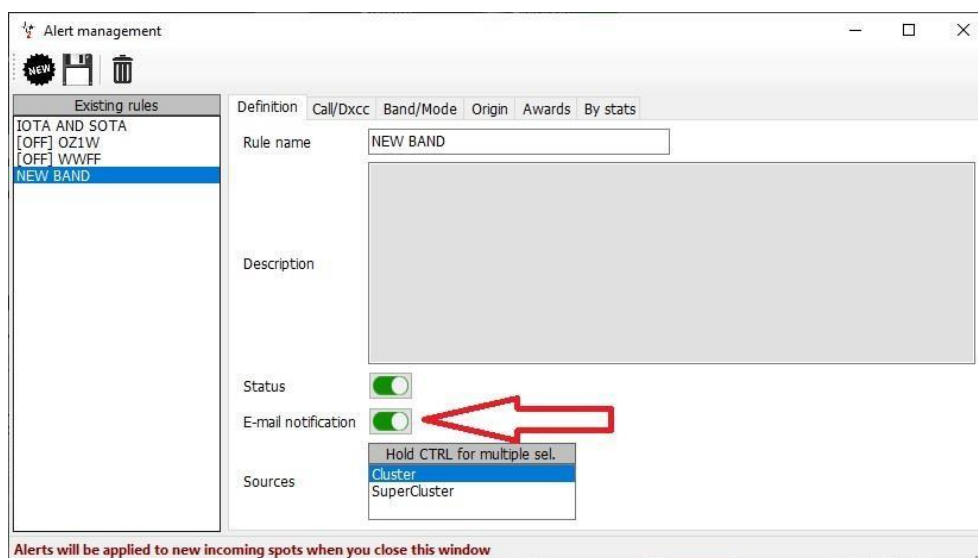 Alert management
NEW
Existing rules
IOTA AND SOTA
[OFF] OZ1W
[OFF] WWFF
NEW BAND
Definition Call/Dxcc Band/Mode Origin Awards By stats
Rule name NEW BAND
Description
Status
E-mail notification
Sources
Hold CTRL for multiple sel.
Cluster
SuperCluster
Alerts will be applied to new incoming spots when you close this window